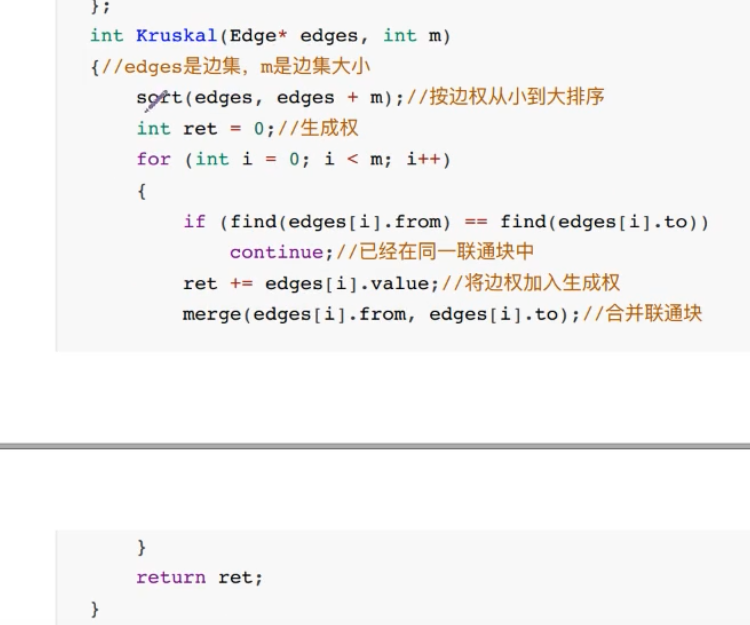 };
int Kruskal(Edge* edges, int m)
{//edges是边集，m是边集大小
sort(edges, edges + m);//按边权从小到大排序
int ret = 0;//生成权
for (int i = 0; i < m; i++)
{
if (find(edges[i].from) == find(edges[i].to))
continue;//已经在同一联通块中
ret += edges[i].value;//将边权加入生成权
merge(edges[i].from, edges[i].to);//合并联通块
}
return ret;
}